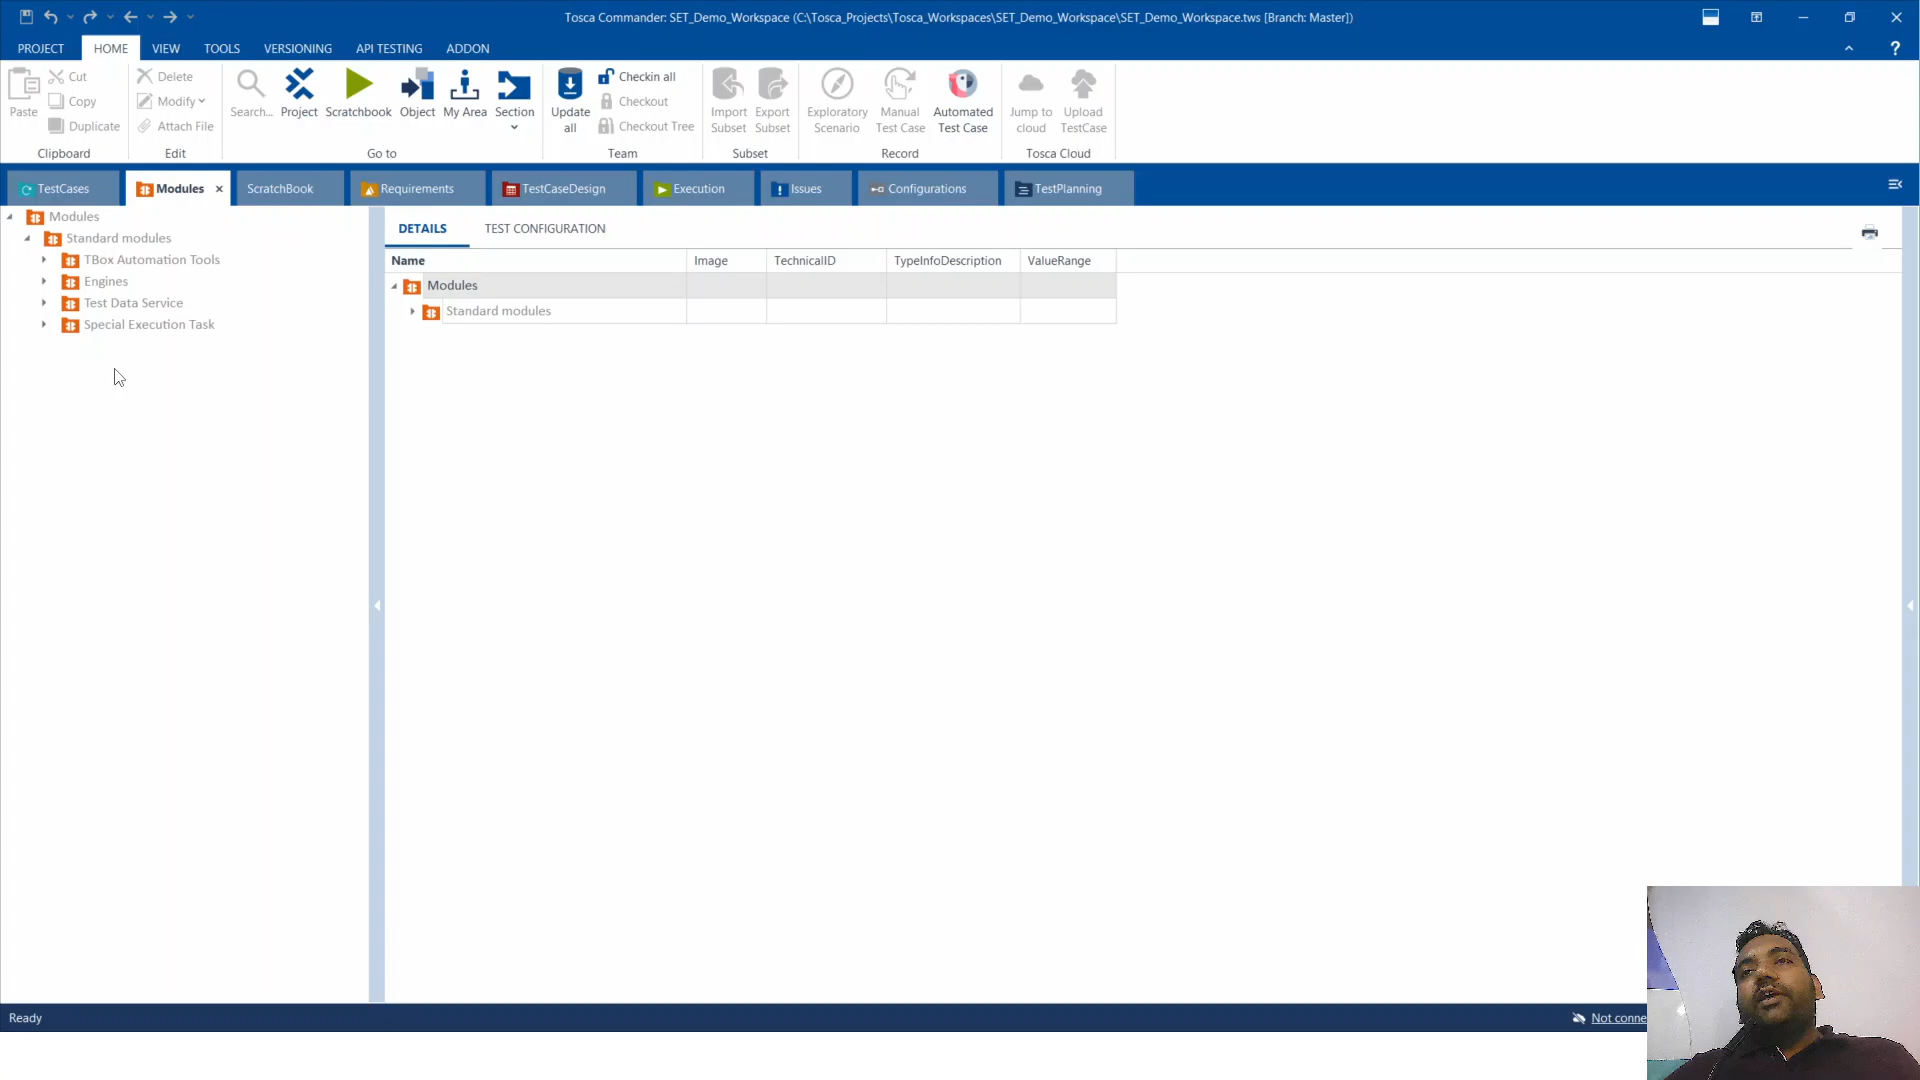 Tosca Commander: SET_Demo_Workspace (C:\Tosca_Projects\Tosca_Workspaces\SET_Demo_Workspace\SET_Demo_Workspace.tws [Branch: Master])
PROJECT HOME VIEW TOOLS VERSIONING API TESTING ADDON ?
Paste
Cut
Copy
Duplicate
Clipboard
Delete
Modify
Attach File
Edit
Search...
Project
Scratchbook
Object
My Area
Section
Go to
Update all
Checkin all
Checkout
Checkout Tree
Team
Import Subset
Export Subset
Subset
Exploratory Scenario
Manual Test Case
Automated Test Case
Record
Jump to cloud
Upload TestCase
Tosca Cloud
TestCases Modules ScratchBook Requirements TestCaseDesign Execution Issues Configurations TestPlanning
Modules
Standard modules
TBox Automation Tools
Engines
Test Data Service
Special Execution Task
DETAILS TEST CONFIGURATION
Name Image TechnicalID TypeInfoDescription ValueRange
Modules
Standard modules
Ready
Not conne